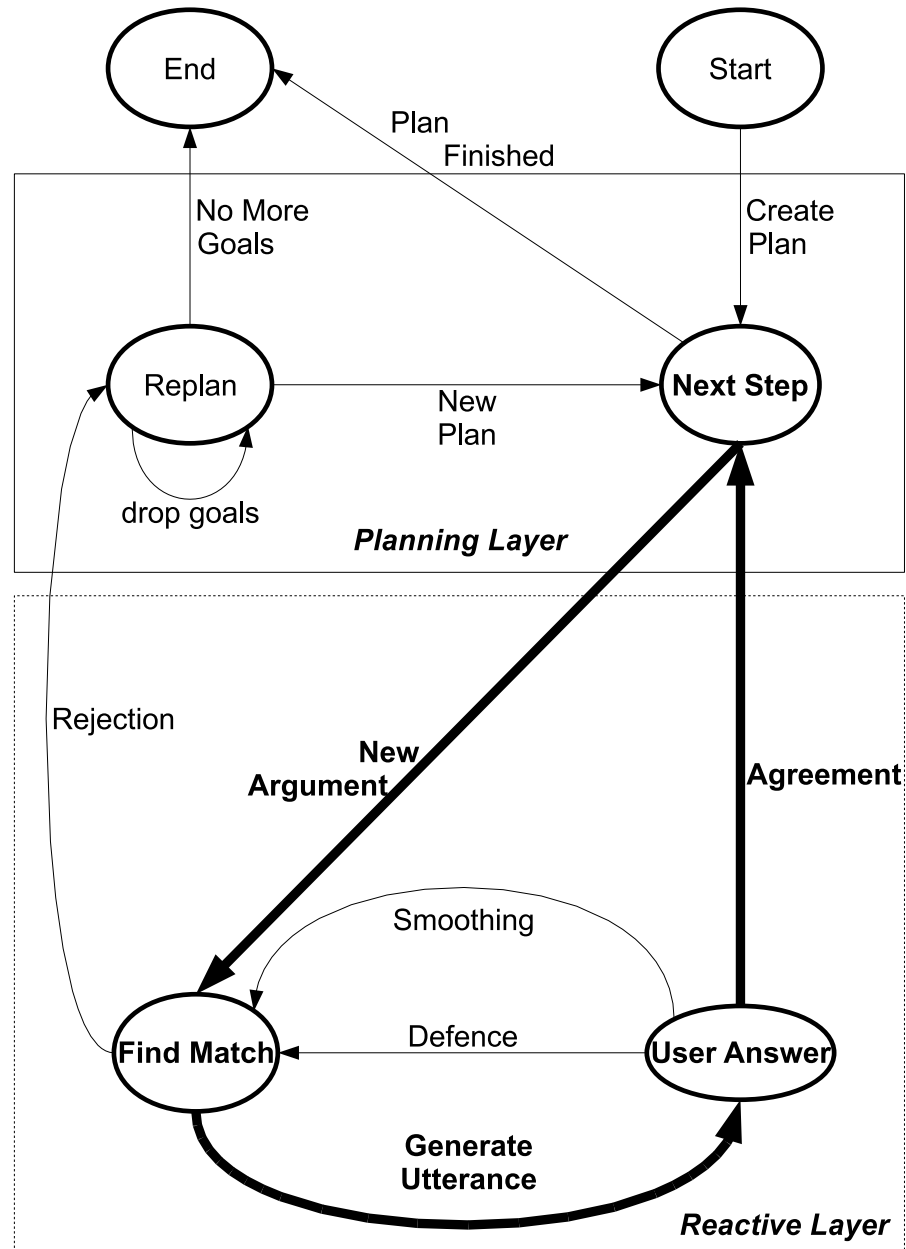 End
Start
Plan
Finished
No More
Goals
Create
Plan
Replan
Next Step
New
Plan
drop goals
Planning Layer
Rejection
New
Argument
Agreement
Smoothing
Defence
Find Match
User Answer
Generate
Utterance
Reactive Layer